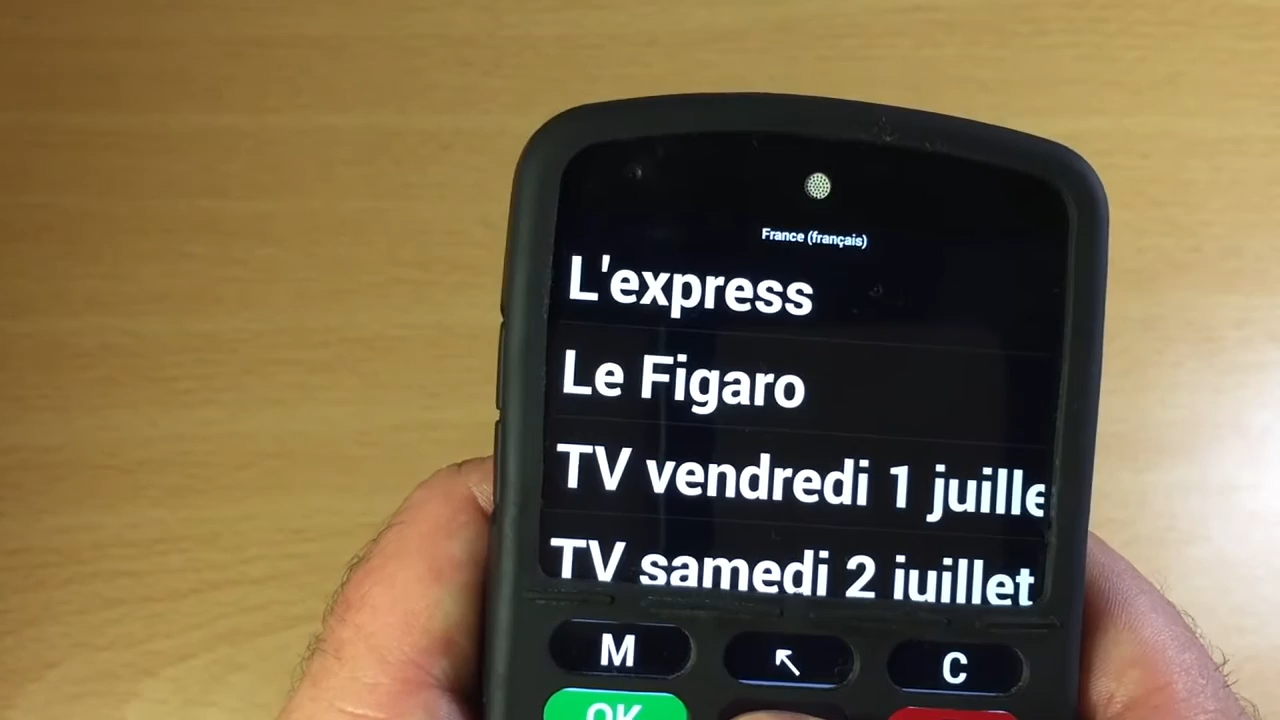 France (français)
L'express
Le Figaro
TV vendredi 1 juille
TV samedi 2 juillet
M
C
OK